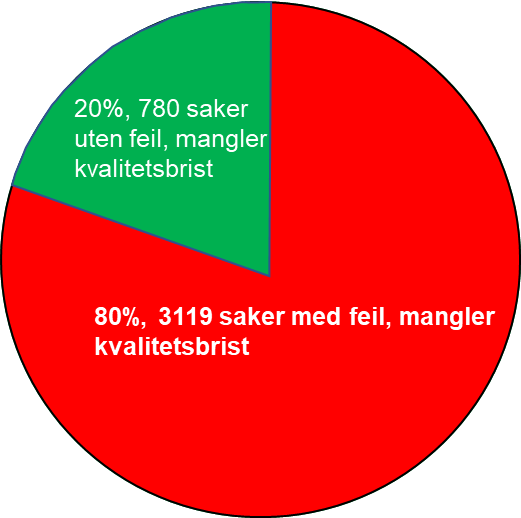 20%, 780 saker
uten feil, mangler
kvalitetsbrist
80%, 3119 saker med feil, mangler
kvalitetsbrist